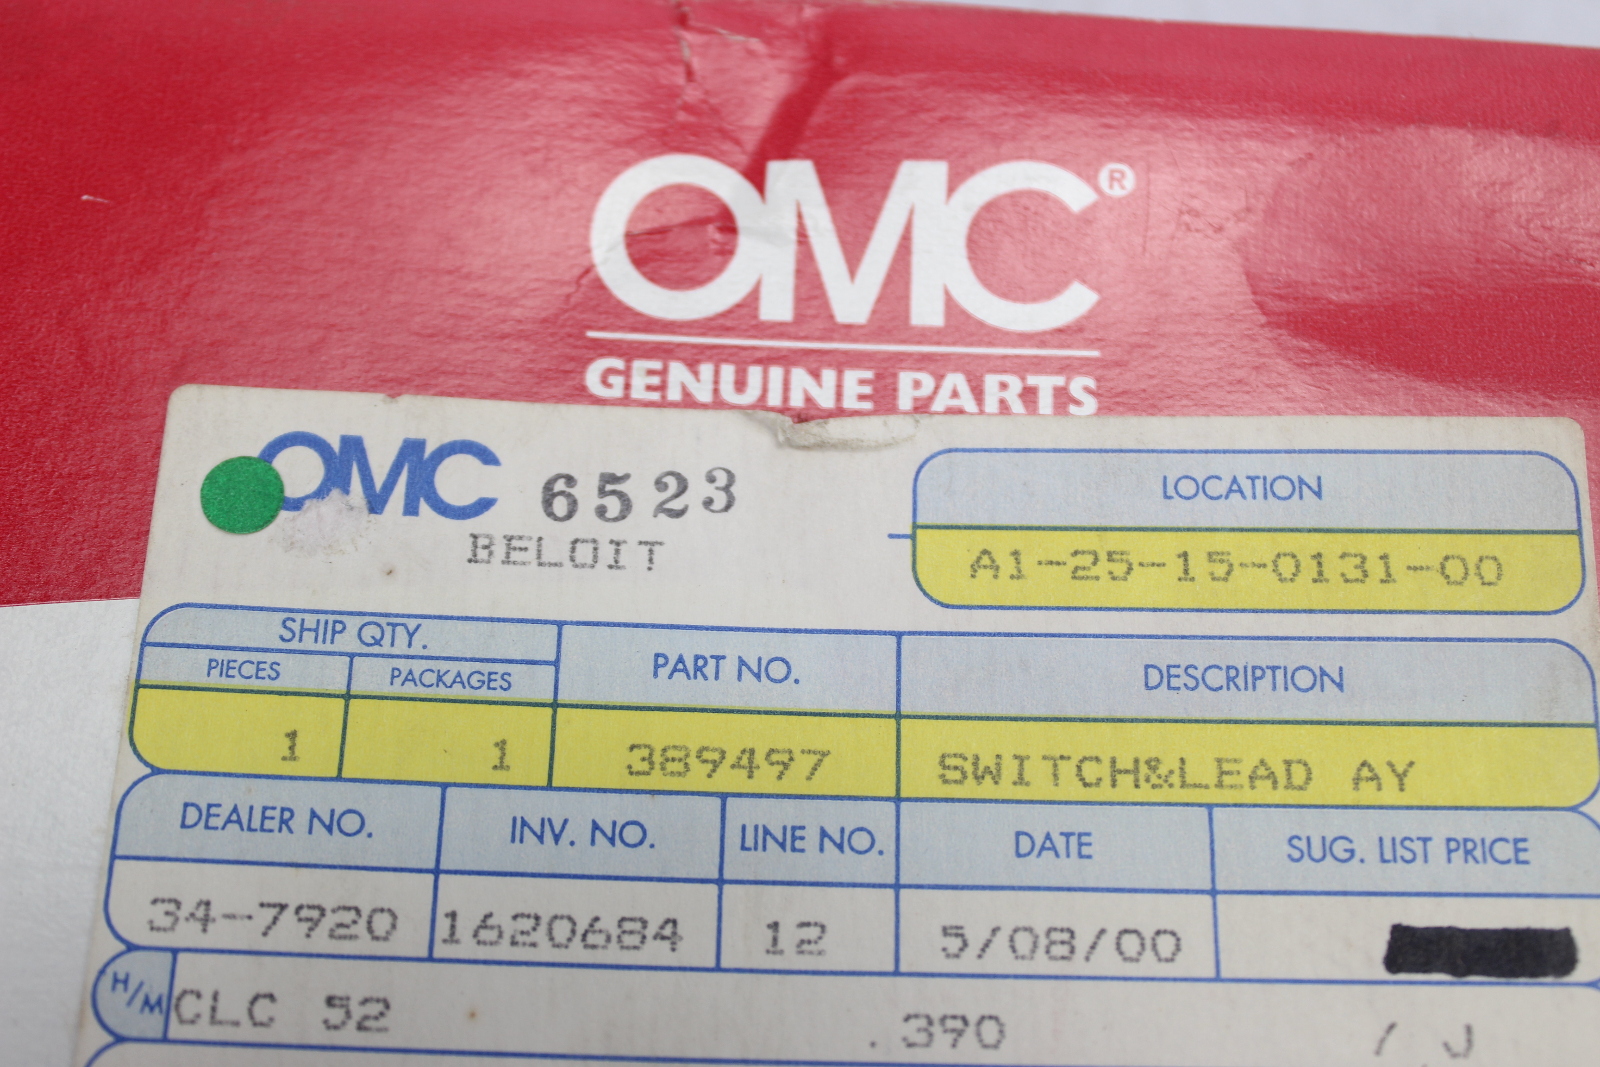 OMC®
GENUINE PARTS
OMC 6523
BELOIT
LOCATION
A1-25-15-0131-00
SHIP QTY.
PIECES PACKAGES PART NO. DESCRIPTION
1 1 389497 SWITCH&LEAD AY
DEALER NO. INV. NO. LINE NO. DATE SUG. LIST PRICE
34-7920 1620684 12 5/08/00
H/M CLC 52 .390 / J